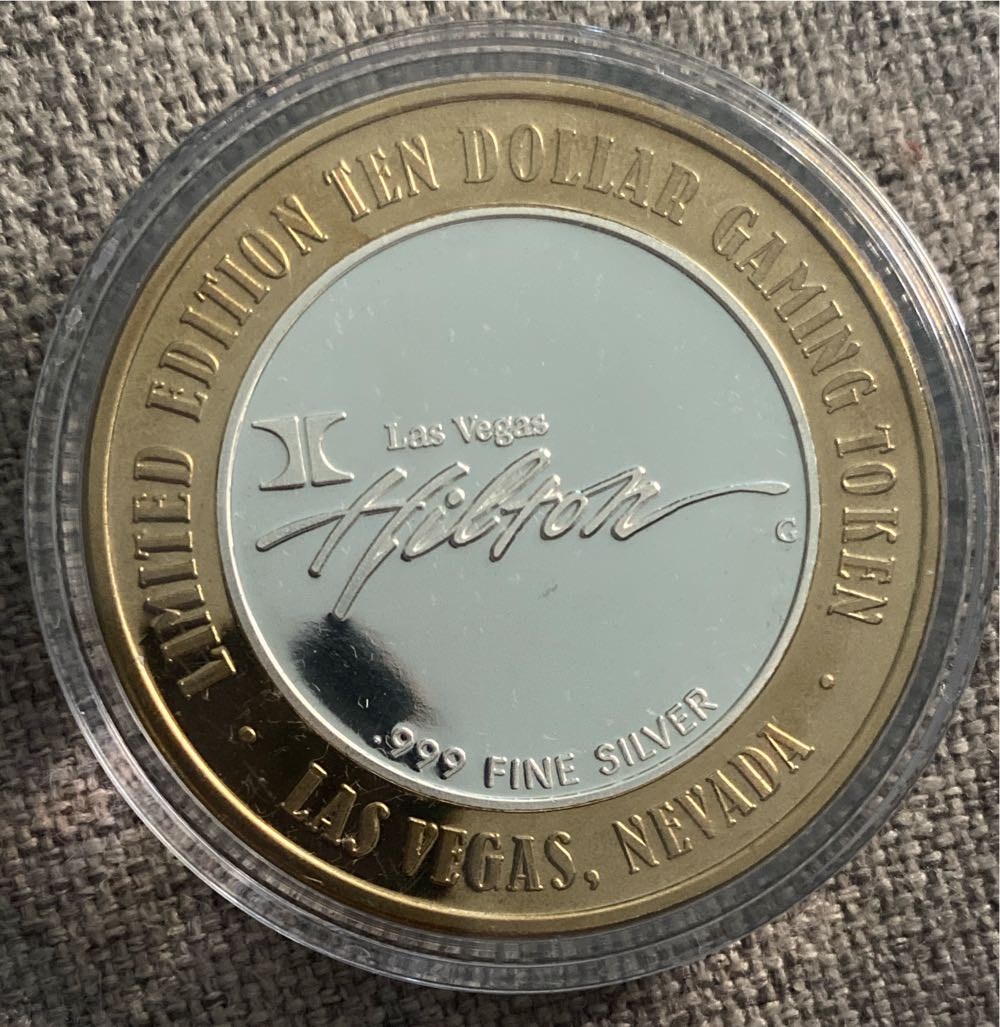 LIMITED EDITION TEN DOLLAR GAMING TOKEN
Las Vegas
Hilton
G
.999 FINE SILVER
· LAS VEGAS, NEVADA ·